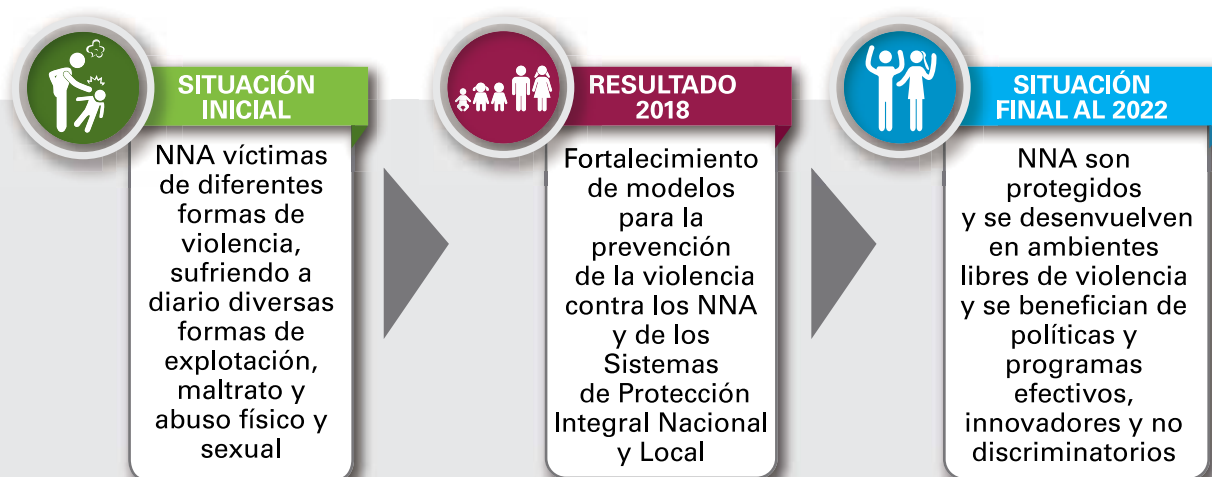 SITUACIÓN
INICIAL
NNA víctimas
de diferentes
formas de
violencia,
sufriendo a
diario diversas
formas de
explotación,
maltrato y
abuso físico y
sexual
RESULTADO
2018
Fortalecimiento
de modelos
para la
prevención
de la violencia
contra los NNA
y de los
Sistemas
de Protección
Integral Nacional
y Local
SITUACIÓN
FINAL AL 2022
NNA son
protegidos
y se desenvuelven
en ambientes
libres de violencia
y se benefician de
políticas y
programas
efectivos,
innovadores y no
discriminatorios